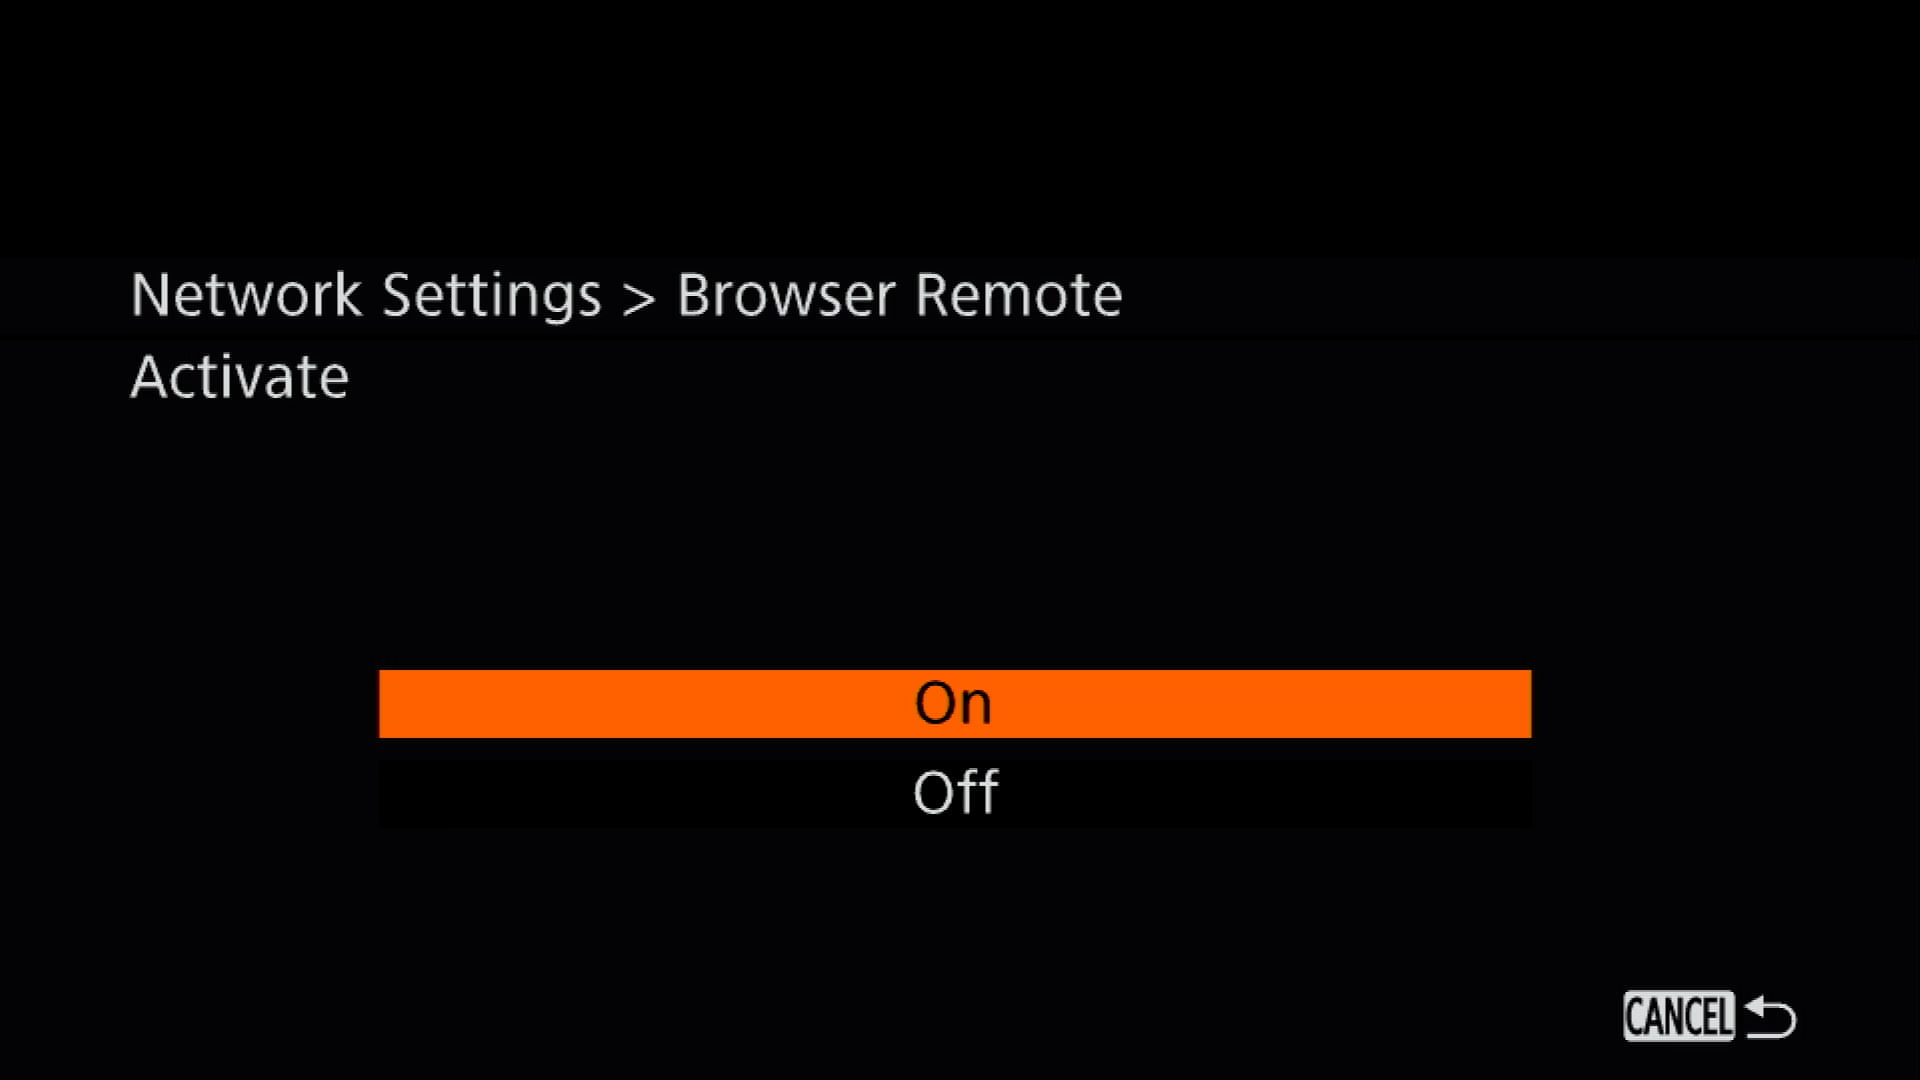 Network Settings > Browser Remote
Activate
On
Off
CANCEL